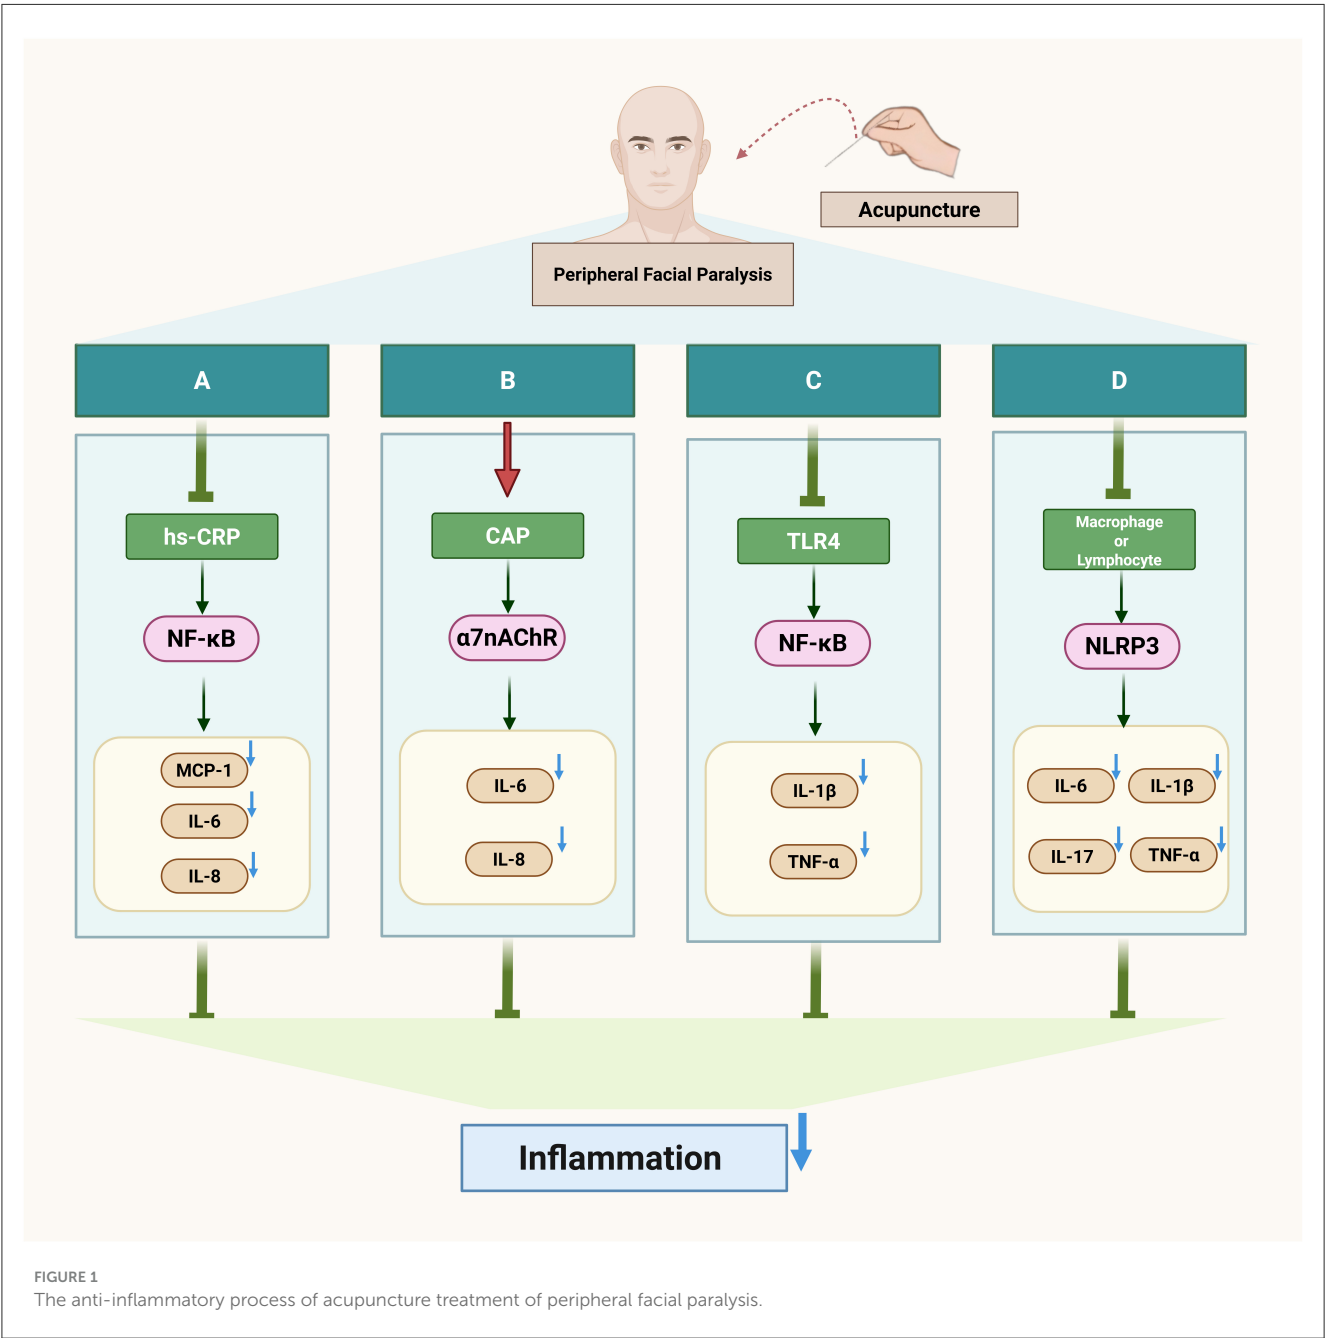 Acupuncture
Peripheral Facial Paralysis
A
B
C
D
hs-CRP
NF-κB
MCP-1
IL-6
IL-8
CAP
α7nAChR
IL-6
IL-8
TLR4
NF-κB
IL-1β
TNF-α
Macrophage
or
Lymphocyte
NLRP3
IL-6
IL-1β
IL-17
TNF-α
Inflammation
FIGURE 1
The anti-inflammatory process of acupuncture treatment of peripheral facial paralysis.